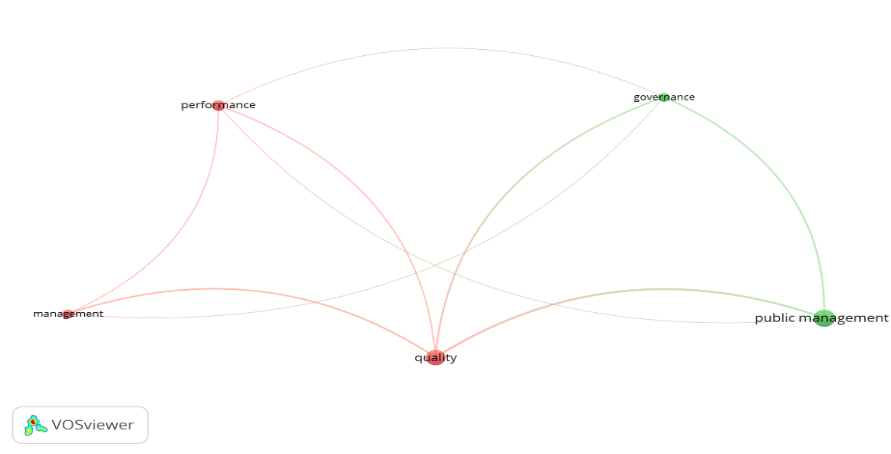 performance
governance
management
public management
quality
VOSviewer